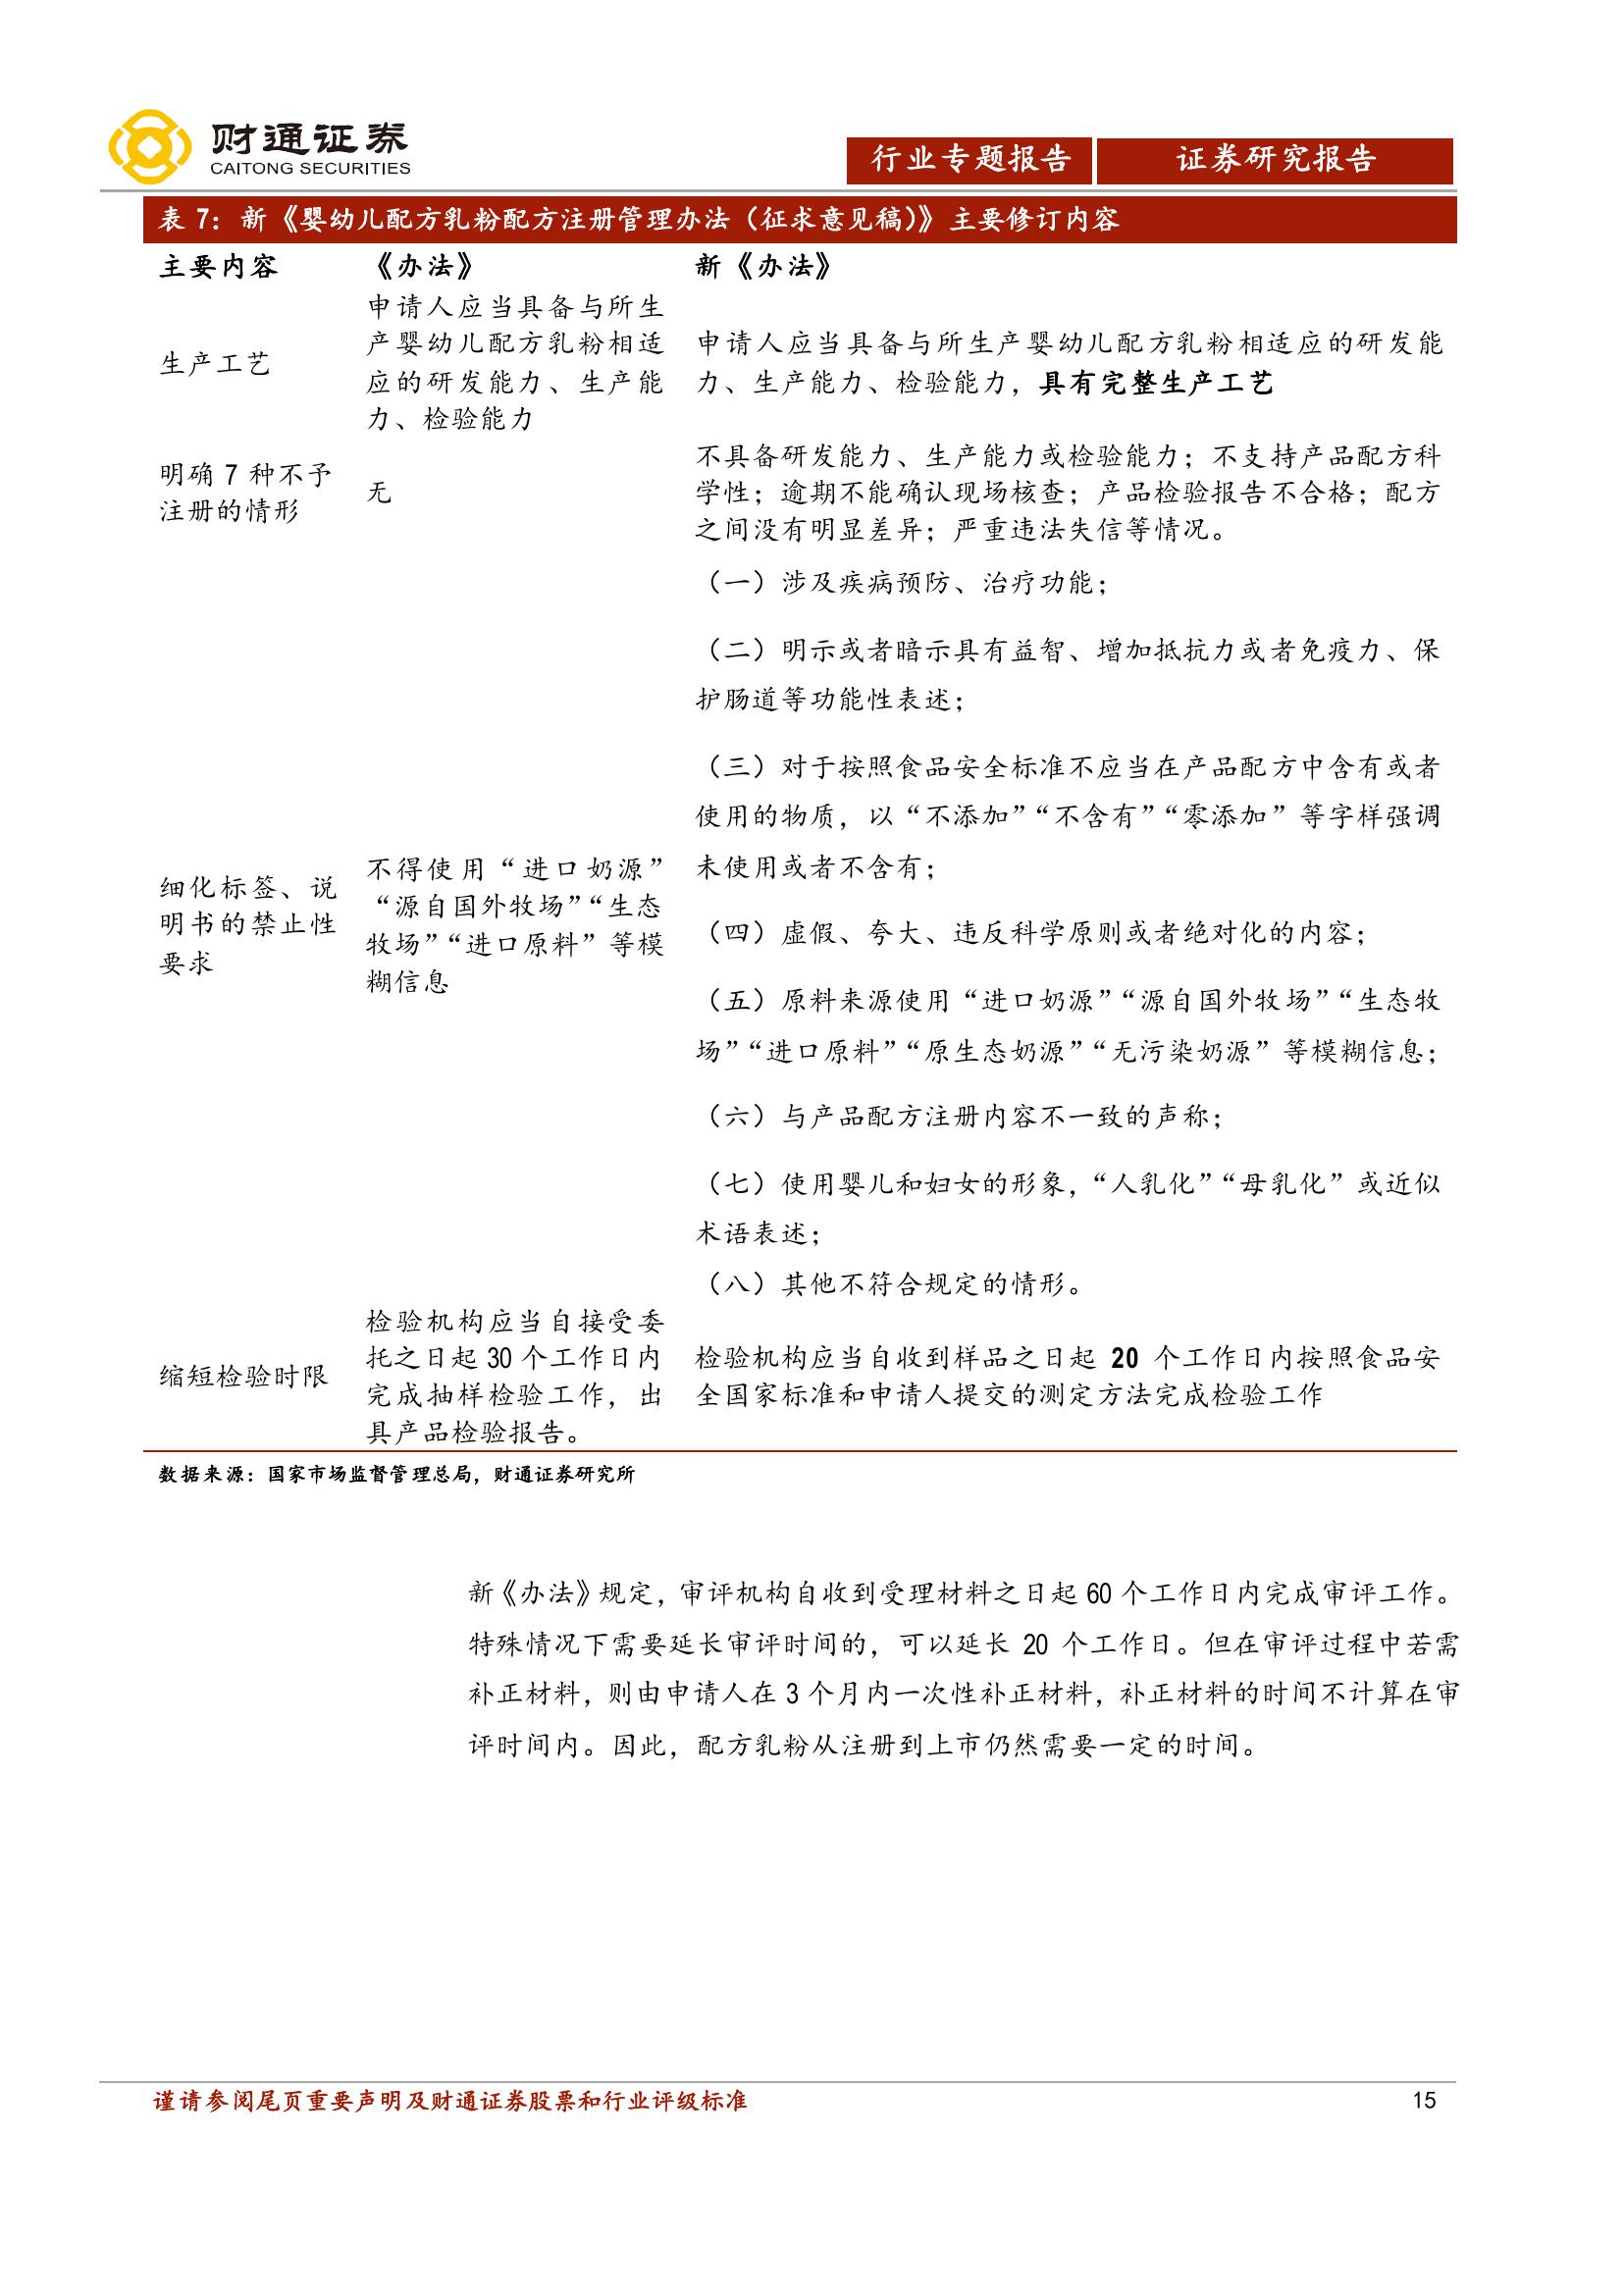 财通证券
CAITONG SECURITIES
行业专题报告
证券研究报告
表 7：新《婴幼儿配方乳粉配方注册管理办法（征求意见稿）》主要修订内容
主要内容
《办法》
新《办法》
生产工艺
申请人应当具备与所生
产婴幼儿配方乳粉相适
应的研发能力、生产能
力、检验能力
申请人应当具备与所生产婴幼儿配方乳粉相适应的研发能
力、生产能力、检验能力，具有完整生产工艺
明确 7 种不予
注册的情形
无
不具备研发能力、生产能力或检验能力；不支持产品配方科
学性；逾期不能确认现场核查；产品检验报告不合格；配方
之间没有明显差异；严重违法失信等情况。
细化标签、说
明书的禁止性
要求
不得使用“进口奶源”
“源自国外牧场”“生态
牧场”“进口原料”等模
糊信息
（一）涉及疾病预防、治疗功能；
（二）明示或者暗示具有益智、增加抵抗力或者免疫力、保
护肠道等功能性表述；
（三）对于按照食品安全标准不应当在产品配方中含有或者
使用的物质，以“不添加”“不含有”“零添加”等字样强调
未使用或者不含有；
（四）虚假、夸大、违反科学原则或者绝对化的内容；
（五）原料来源使用“进口奶源”“源自国外牧场”“生态牧
场”“进口原料”“原生态奶源”“无污染奶源”等模糊信息；
（六）与产品配方注册内容不一致的声称；
（七）使用婴儿和妇女的形象，“人乳化”“母乳化”或近似
术语表述；
（八）其他不符合规定的情形。
缩短检验时限
检验机构应当自接受委
托之日起 30 个工作日内
完成抽样检验工作，出
具产品检验报告。
检验机构应当自收到样品之日起 20 个工作日内按照食品安
全国家标准和申请人提交的测定方法完成检验工作
数据来源：国家市场监督管理总局，财通证券研究所
新《办法》规定，审评机构自收到受理材料之日起 60 个工作日内完成审评工作。
特殊情况下需要延长审评时间的，可以延长 20 个工作日。但在审评过程中若需
补正材料，则由申请人在 3 个月内一次性补正材料，补正材料的时间不计算在审
评时间内。因此，配方乳粉从注册到上市仍然需要一定的时间。
谨请参阅尾页重要声明及财通证券股票和行业评级标准
15